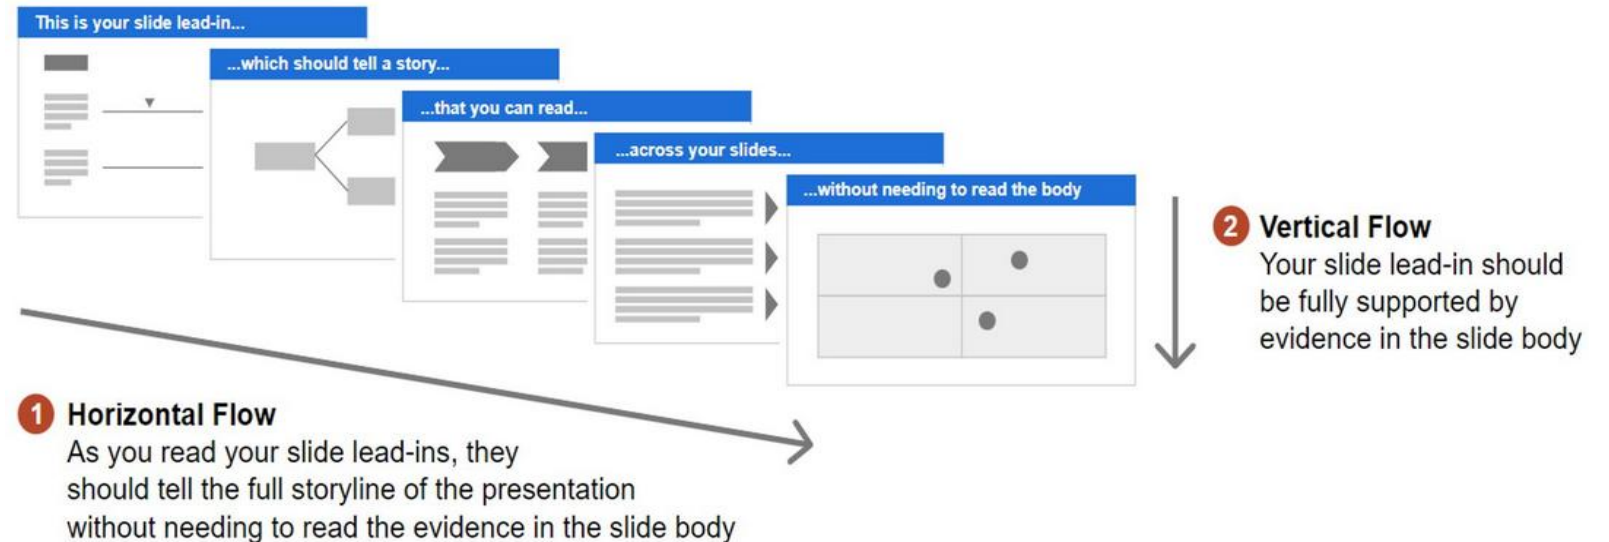 This is your slide lead-in...
...which should tell a story...
...that you can read...
...across your slides...
...without needing to read the body
2 Vertical Flow
Your slide lead-in should
be fully supported by
evidence in the slide body
1 Horizontal Flow
As you read your slide lead-ins, they
should tell the full storyline of the presentation
without needing to read the evidence in the slide body